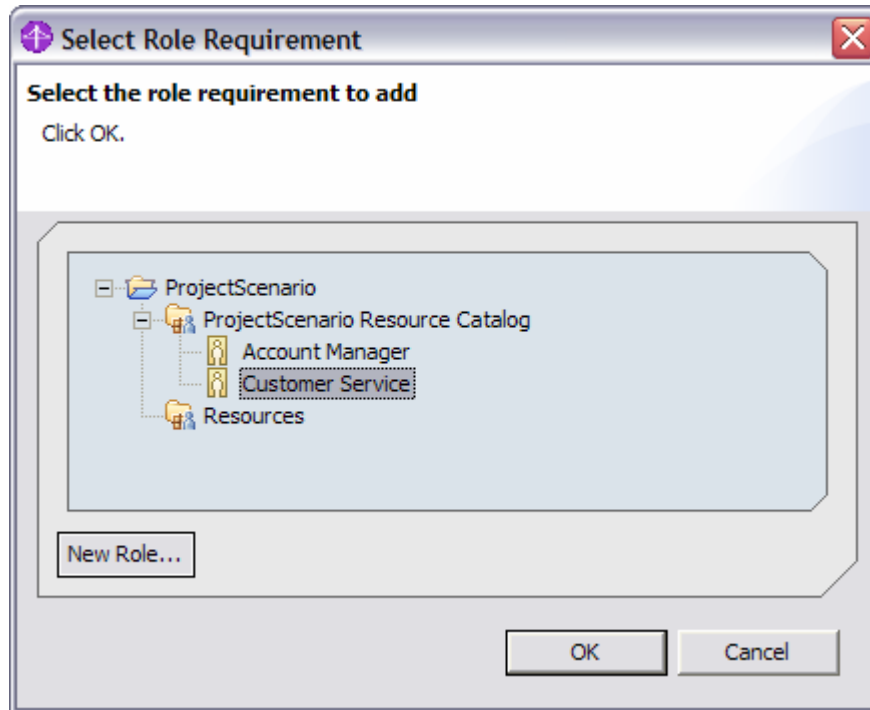 Select Role Requirement
Select the role requirement to add
Click OK.
ProjectScenario
ProjectScenario Resource Catalog
Account Manager
Customer Service
Resources
New Role...
OK Cancel